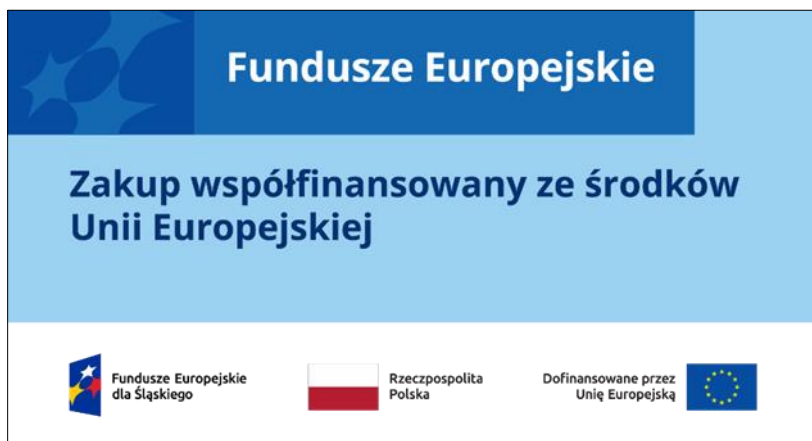 Fundusze Europejskie
Zakup współfinansowany ze środków
Unii Europejskiej
Fundusze Europejskie
dla Śląskiego
Rzeczpospolita
Polska
Dofinansowane przez
Unię Europejską